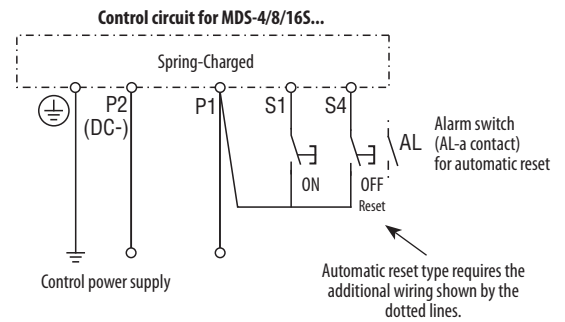 Control circuit for MDS-4/8/16S...
Spring-Charged
P2
(DC-)
P1
S1
S4
AL
Alarm switch
(AL-a contact)
for automatic reset
ON
OFF
Reset
Control power supply
Automatic reset type requires the
additional wiring shown by the
dotted lines.